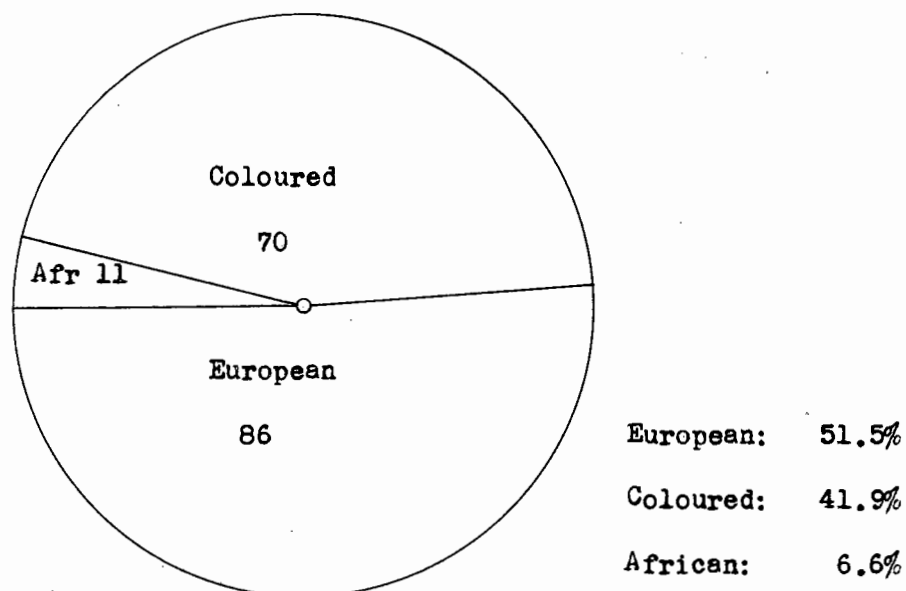 Coloured
70
Afr 11
European
86
European: 51.5%
Coloured: 41.9%
African: 6.6%